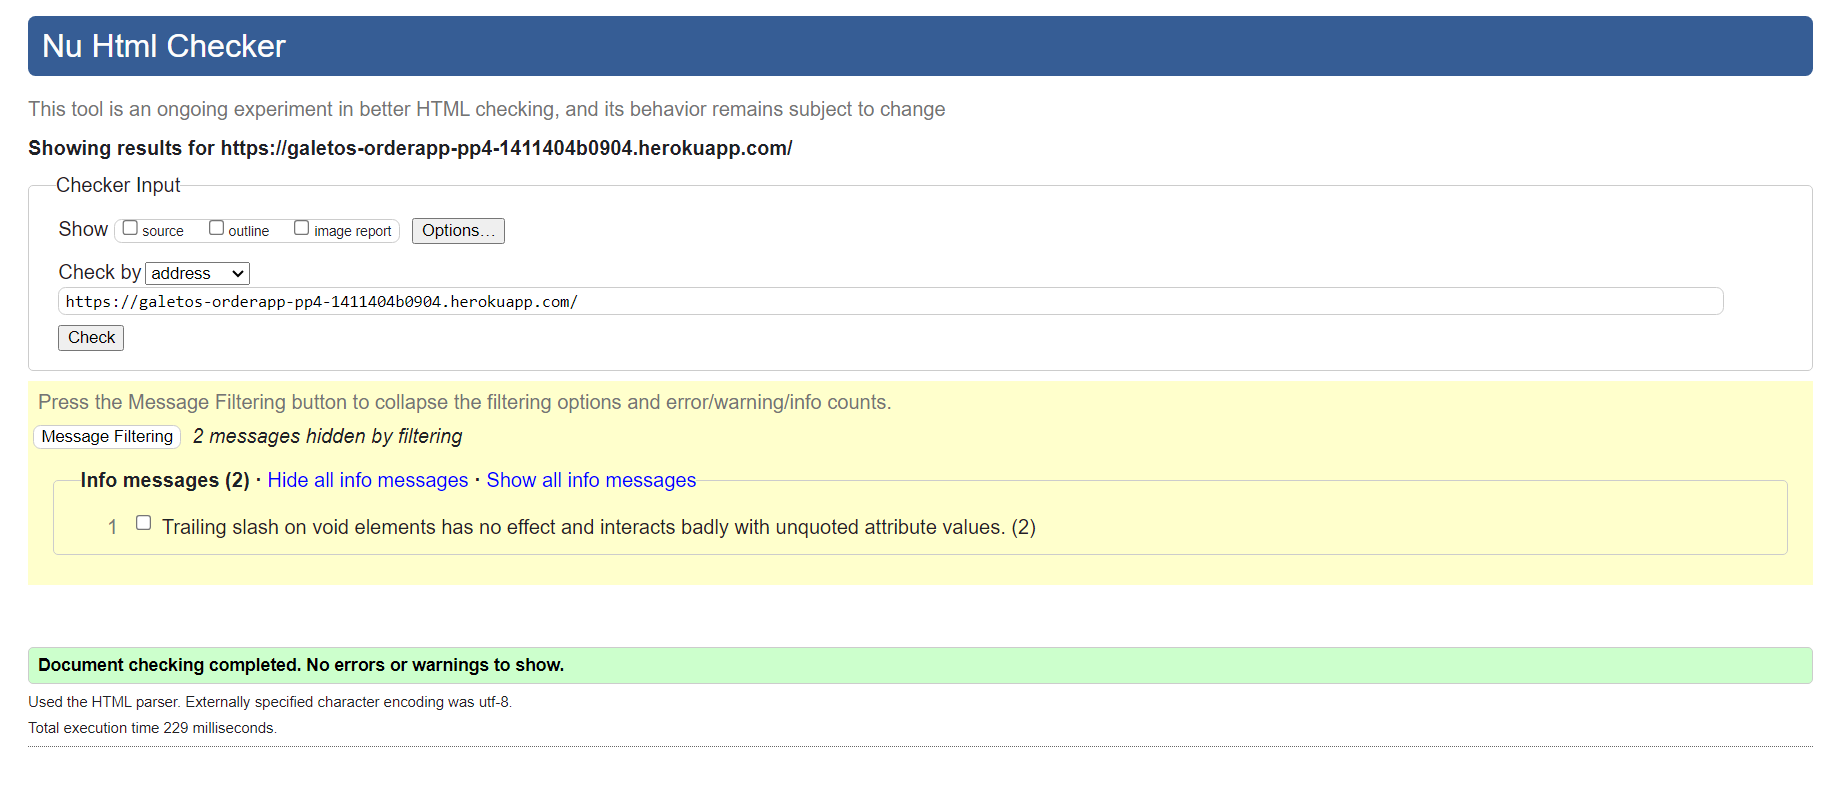 Nu Html Checker
This tool is an ongoing experiment in better HTML checking, and its behavior remains subject to change
Showing results for https://galetos-orderapp-pp4-1411404b0904.herokuapp.com/
Checker Input
Show source outline image report Options...
Check by address
https://galetos-orderapp-pp4-1411404b0904.herokuapp.com/
Check
Press the Message Filtering button to collapse the filtering options and error/warning/info counts.
Message Filtering 2 messages hidden by filtering
Info messages (2) · Hide all info messages · Show all info messages
1 Trailing slash on void elements has no effect and interacts badly with unquoted attribute values. (2)
Document checking completed. No errors or warnings to show.
Used the HTML parser. Externally specified character encoding was utf-8.
Total execution time 229 milliseconds.